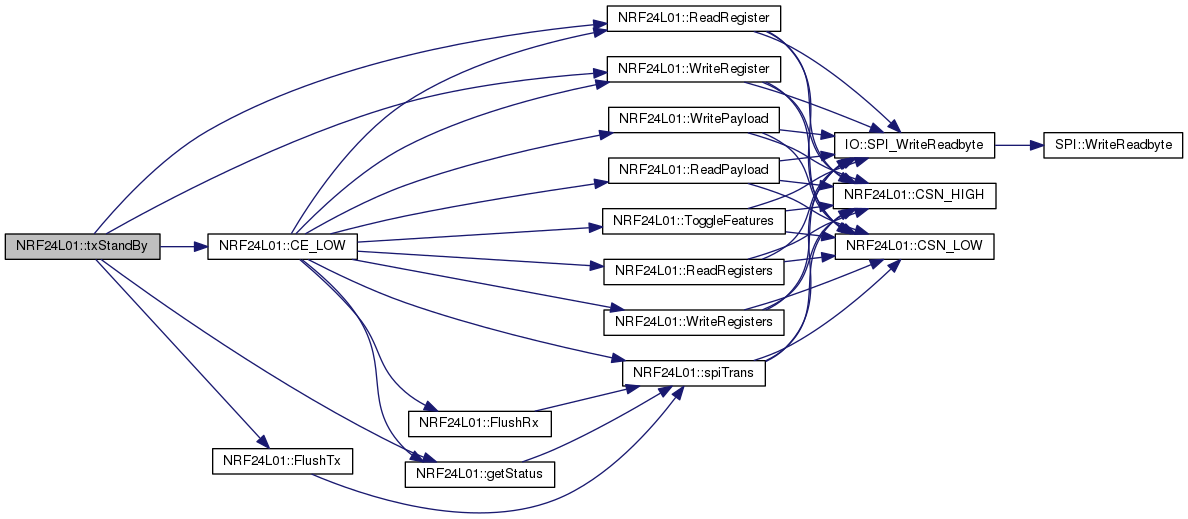 NRF24L01::txStandBy
NRF24L01::CE_LOW
NRF24L01::FlushTx
NRF24L01::ReadRegister
NRF24L01::WriteRegister
NRF24L01::WritePayload
NRF24L01::ReadPayload
NRF24L01::ToggleFeatures
NRF24L01::ReadRegisters
NRF24L01::WriteRegisters
NRF24L01::spiTrans
NRF24L01::FlushRx
NRF24L01::getStatus
IO::SPI_WriteReadbyte
NRF24L01::CSN_HIGH
NRF24L01::CSN_LOW
SPI::WriteReadbyte